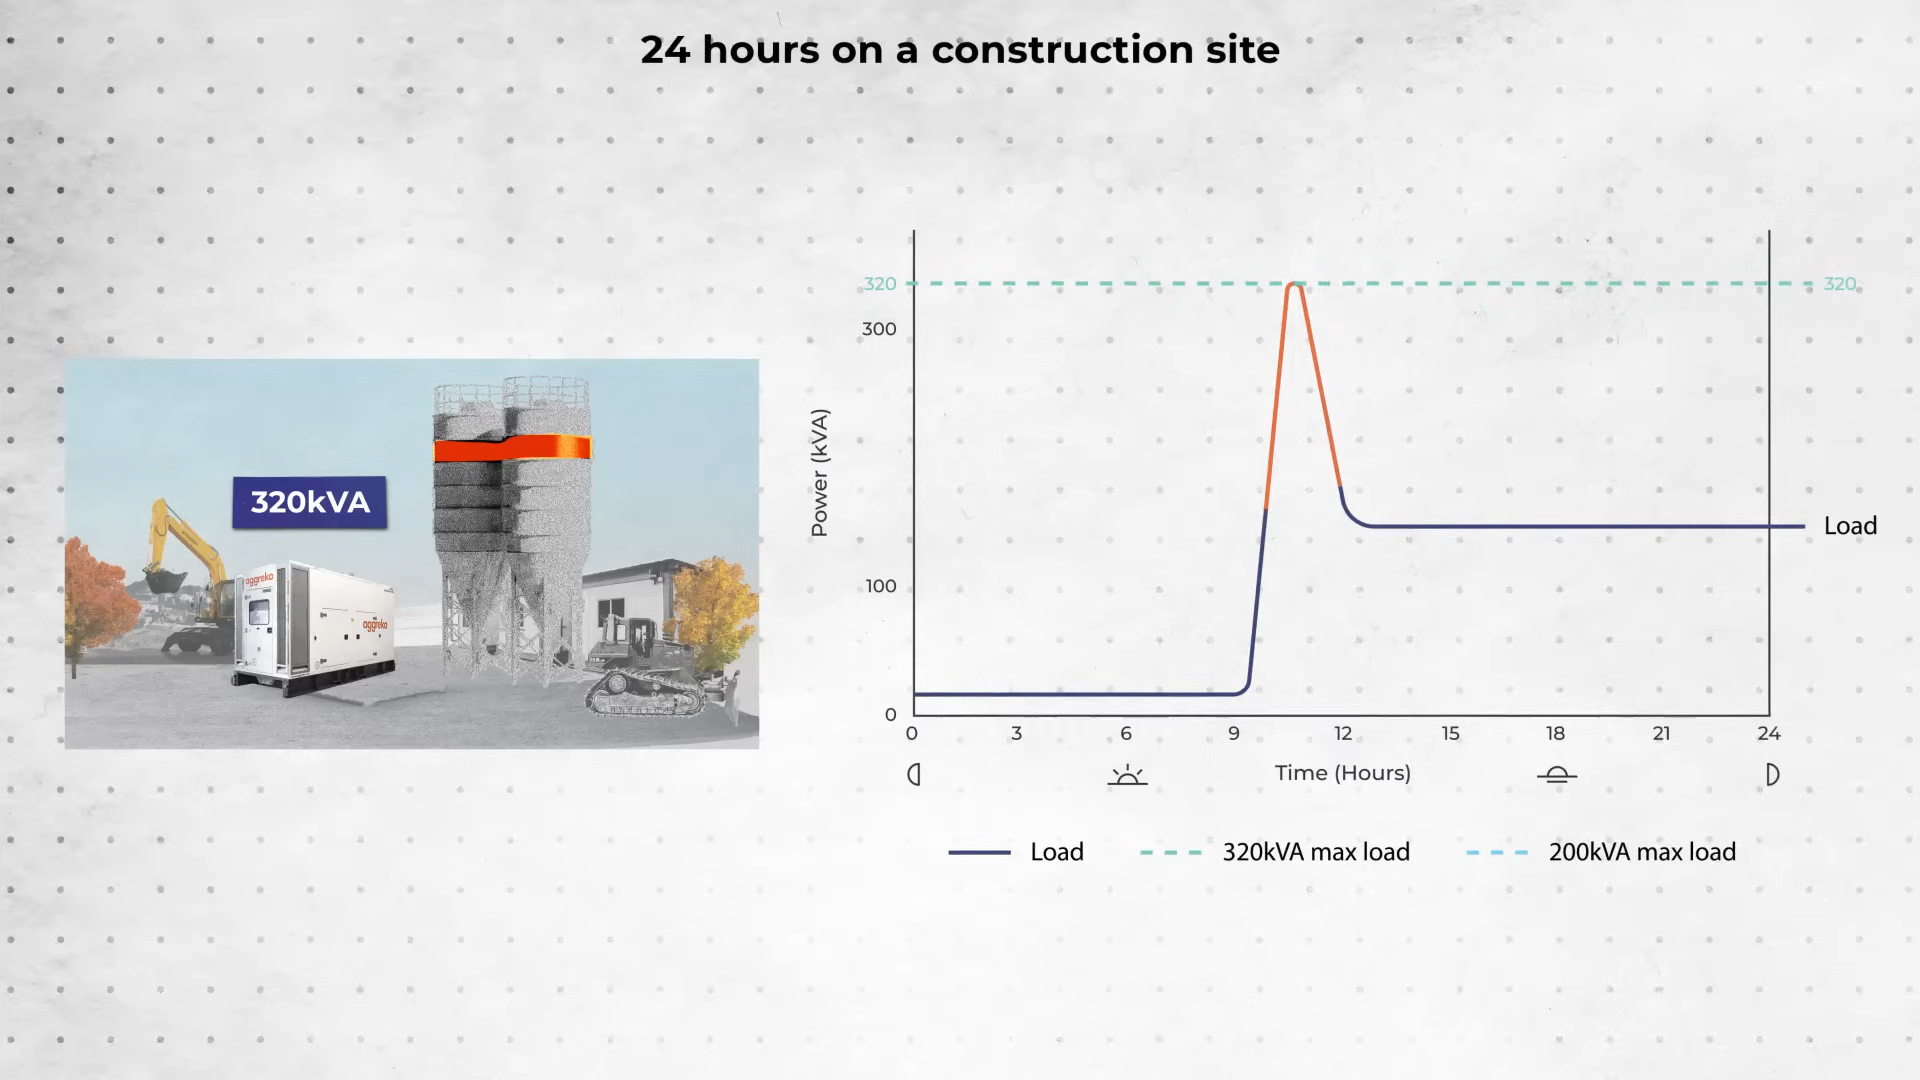 24 hours on a construction site
320kVA
aggreko
aggreko
Power (kVA)
320
300
100
0
320
Load
0 3 6 9 12 15 18 21 24
Time (Hours)
Load 320kVA max load 200kVA max load